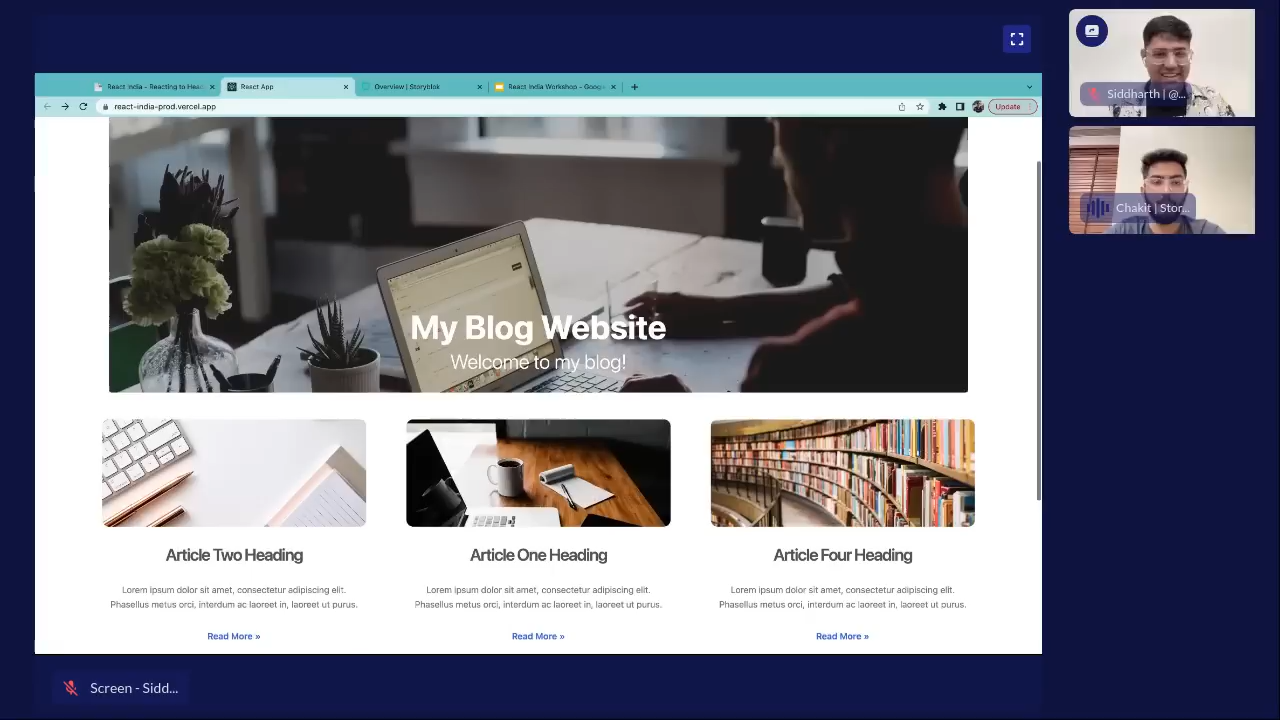 React India - Reacting to Head
React App
Overview | Storyblok
React India Workshop - Goog
react-india-prod.vercel.app
Update
Siddharth | @...
Chakit | Stor...
My Blog Website
Welcome to my blog!
Article Two Heading
Lorem ipsum dolor sit amet, consectetur adipiscing elit.
Phasellus metus orci, interdum ac laoreet in, laoreet ut purus.
Read More »
Article One Heading
Lorem ipsum dolor sit amet, consectetur adipiscing elit.
Phasellus metus orci, interdum ac laoreet in, laoreet ut purus.
Read More »
Article Four Heading
Lorem ipsum dolor sit amet, consectetur adipiscing elit.
Phasellus metus orci, interdum ac laoreet in, laoreet ut purus.
Read More »
Screen - Sidd...